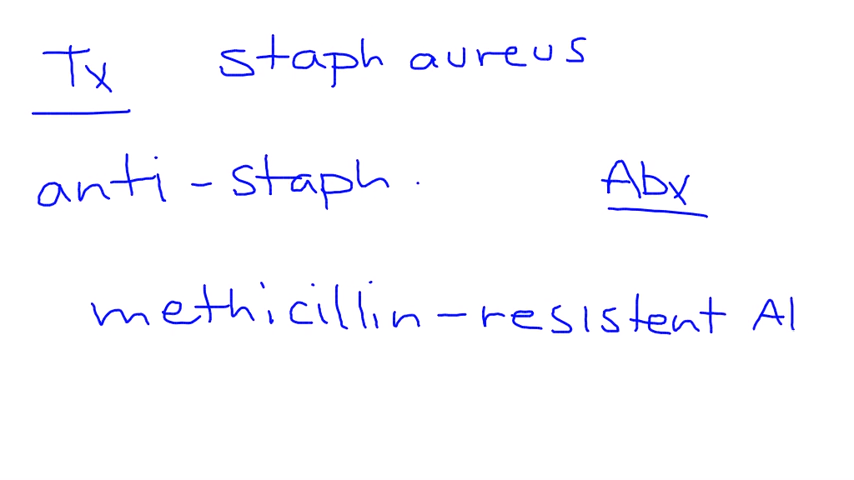 Tx staph aureus
anti-staph. Abx
methicillin-resistent Al